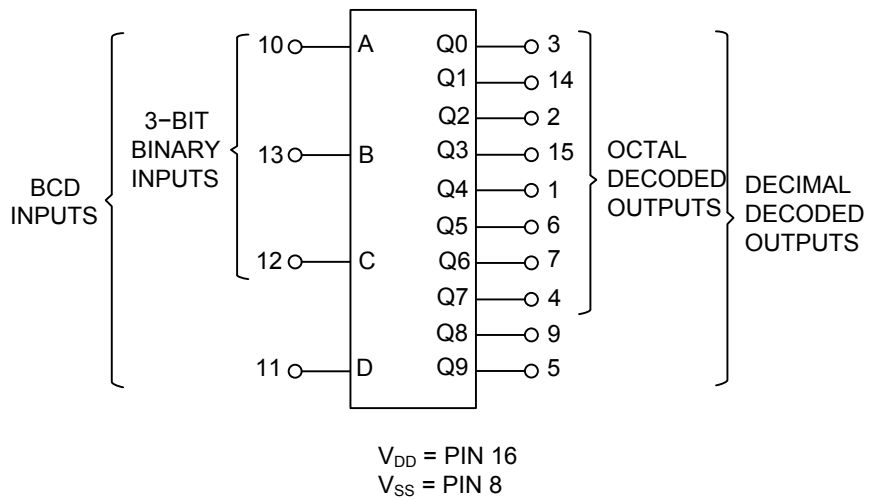 10 A Q0 3
Q1 14
Q2 2
3−BIT
BINARY
INPUTS
13 B Q3 15
OCTAL
DECODED
OUTPUTS
BCD
INPUTS
Q4 1
DECIMAL
DECODED
OUTPUTS
Q5 6
12 C Q6 7
Q7 4
Q8 9
11 D Q9 5
VDD = PIN 16
VSS = PIN 8